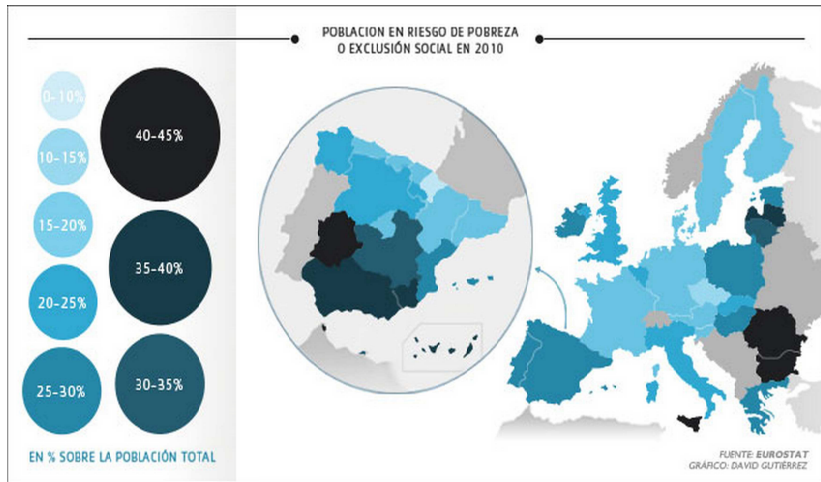 POBLACION EN RIESGO DE POBREZA
O EXCLUSIÓN SOCIAL EN 2010
0-10%
10-15%
15-20%
20-25%
25-30%
40-45%
35-40%
30-35%
EN % SOBRE LA POBLACIÓN TOTAL
FUENTE: EUROSTAT
GRÁFICO: DAVID GUTIÉRREZ